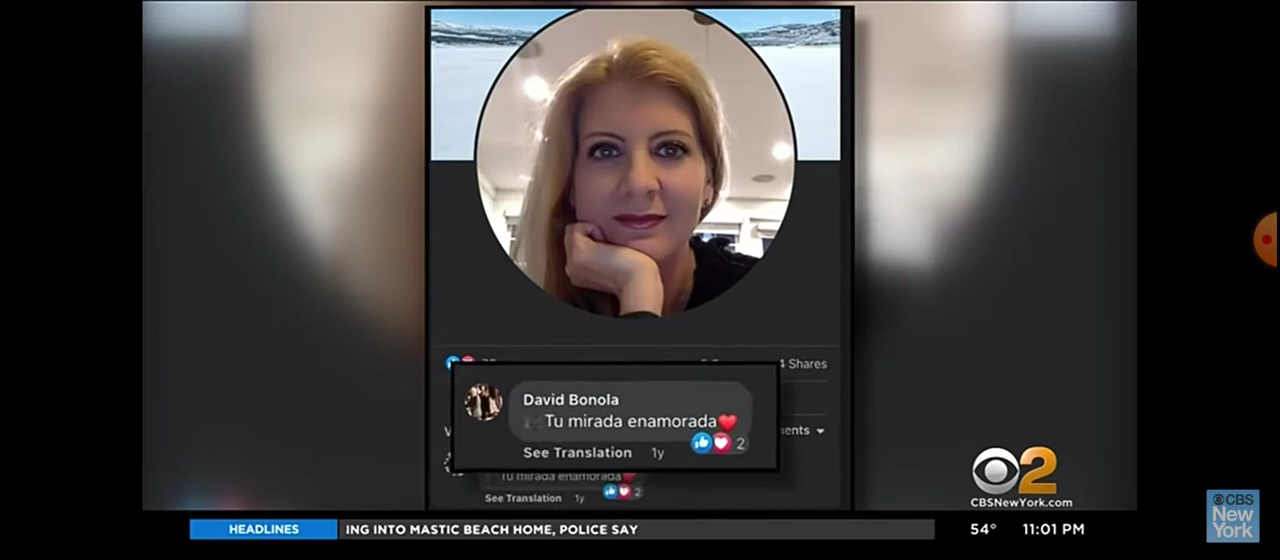 4 Shares
David Bonola
Tu mirada enamorada
2
See Translation 1y
Tu mirada enamorada
See Translation 1y
2
CBSNewYork.com
HEADLINES
ING INTO MASTIC BEACH HOME, POLICE SAY
54° 11:01 PM
CBS
New
York